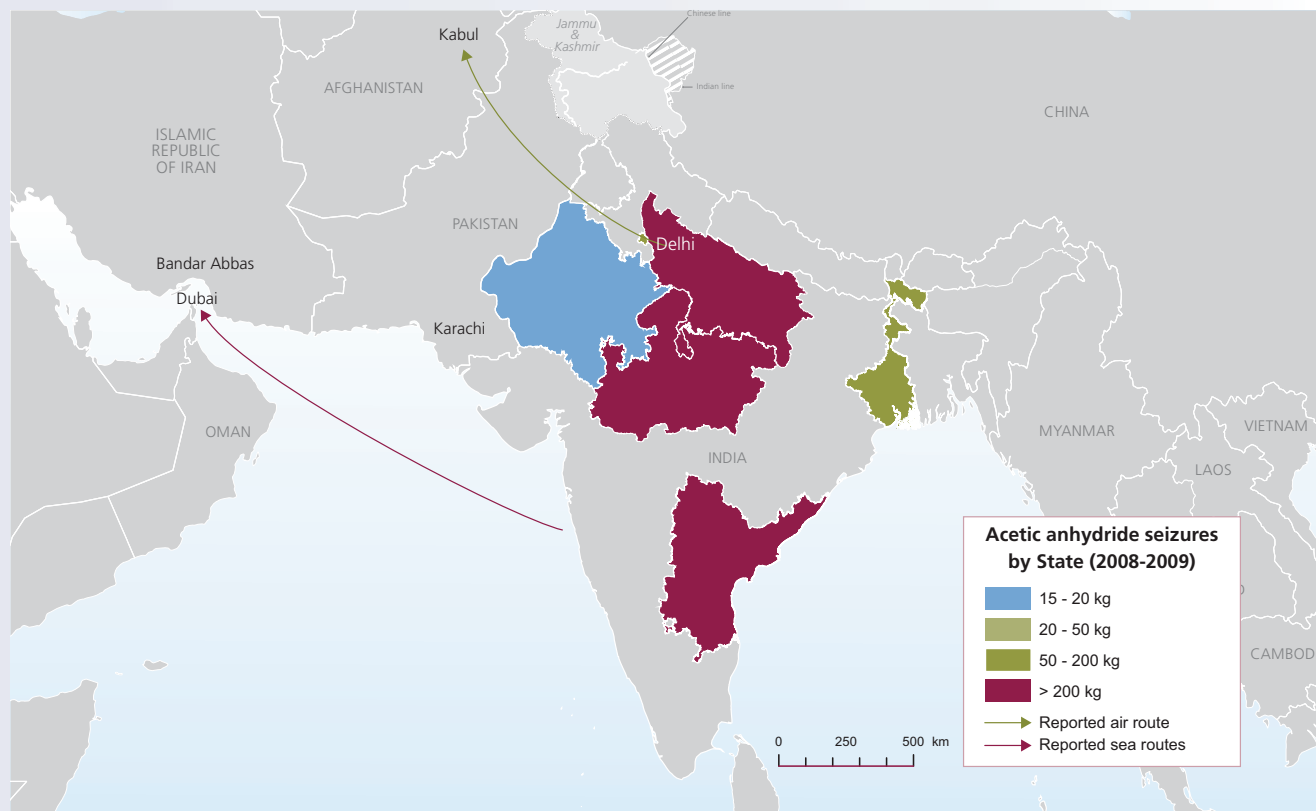 Chinese line
Jammu
&
Kashmir
Kabul
Indian line
AFGHANISTAN
CHINA
ISLAMIC
REPUBLIC
OF IRAN
PAKISTAN
Delhi
Bandar Abbas
Dubai
Karachi
OMAN
INDIA
MYANMAR
VIETNAM
LAOS
CAMBOD
Acetic anhydride seizures
by State (2008-2009)
15 - 20 kg
20 - 50 kg
50 - 200 kg
> 200 kg
Reported air route
Reported sea routes
0 250 500 km